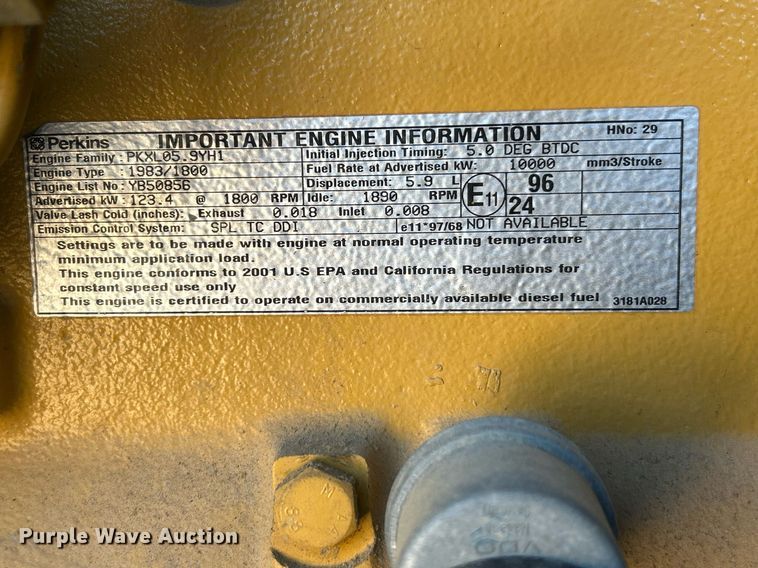 Perkins IMPORTANT ENGINE INFORMATION HNo: 29
Engine Family: PKXL05.9YH1 Initial Injection Timing: 5.0 DEG BTDC
Engine Type : 1983/1800 Fuel Rate at Advertised kW: 10000 mm3/Stroke
Engine List No: YB50856 Displacement: 5.9 L E11 96
Advertised kW: 123.4 @ 1800 RPM Idle: 1890 RPM 24
Valve Lash Cold (inches): Exhaust 0.018 Inlet 0.008
Emission Control System: SPL TC DDI e11*97/68 NOT AVAILABLE
Settings are to be made with engine at normal operating temperature
minimum application load.
This engine conforms to 2001 U.S EPA and California Regulations for
constant speed use only
This engine is certified to operate on commercially available diesel fuel 3181A028
VDO
Purple Wave Auction